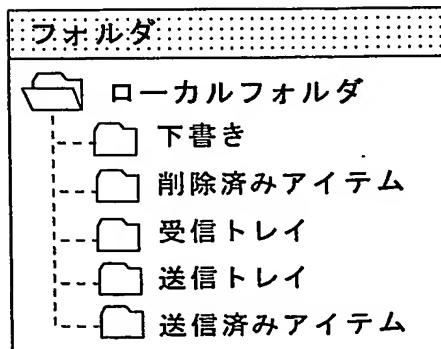 フォルダ
ローカルフォルダ
下書き
削除済みアイテム
受信トレイ
送信トレイ
送信済みアイテム